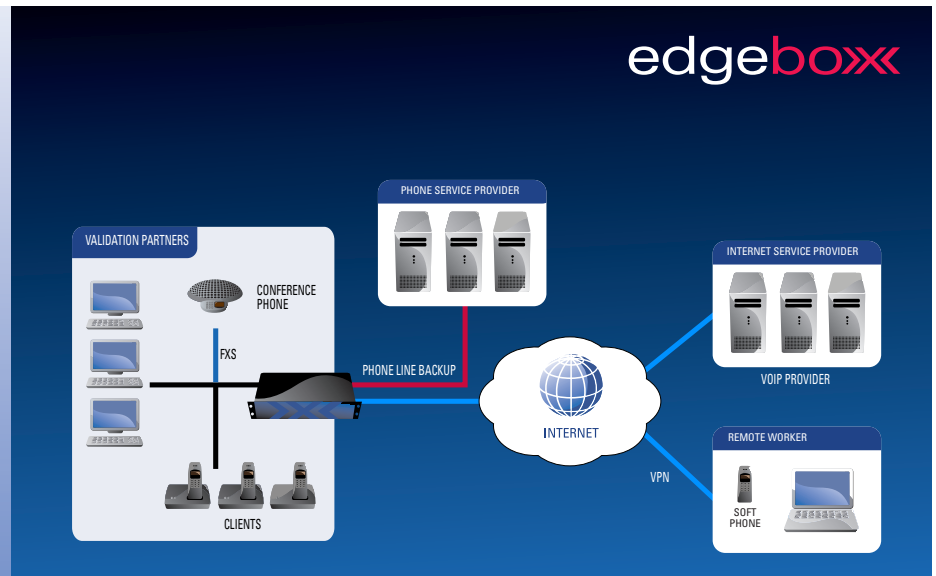 edgeboxx
PHONE SERVICE PROVIDER
VALIDATION PARTNERS
INTERNET SERVICE PROVIDER
CONFERENCE
PHONE
FXS
PHONE LINE BACKUP
VOIP PROVIDER
INTERNET
REMOTE WORKER
VPN
SOFT
PHONE
CLIENTS